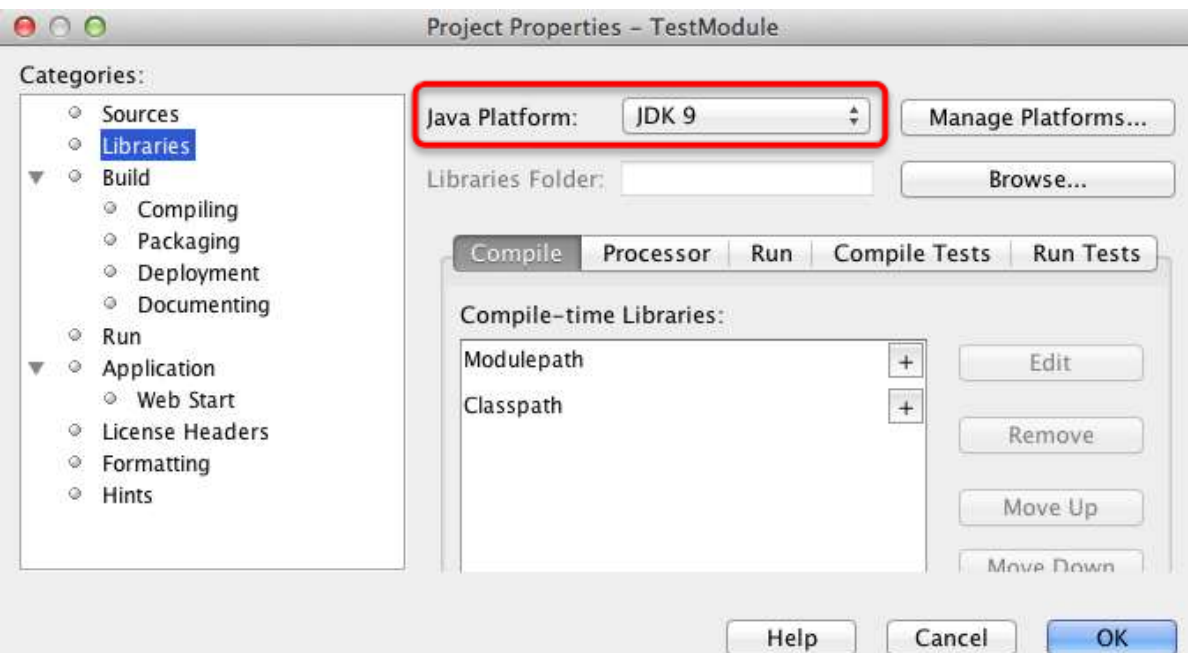 Project Properties – TestModule
Categories:
Sources
Libraries
Build
Compiling
Packaging
Deployment
Documenting
Run
Application
Web Start
License Headers
Formatting
Hints
Java Platform: JDK 9 Manage Platforms...
Libraries Folder: Browse...
Compile Processor Run Compile Tests Run Tests
Compile-time Libraries:
Modulepath + Edit
Classpath +
Remove
Move Up
Move Down
Help Cancel OK